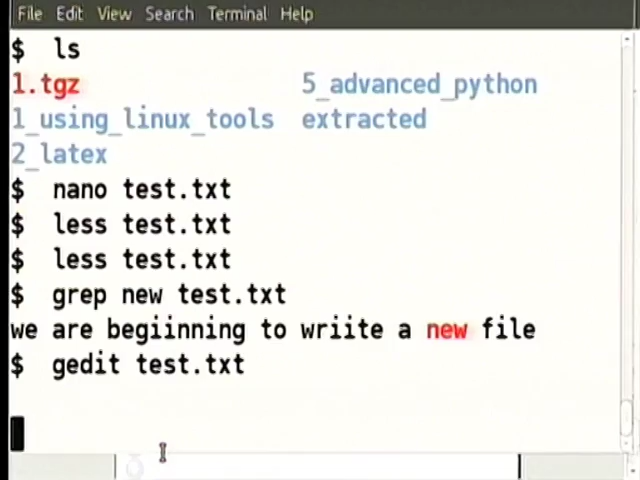 File Edit View Search Terminal Help
$ ls
1.tgz 5_advanced_python
1_using_linux_tools extracted
2_latex
$ nano test.txt
$ less test.txt
$ less test.txt
$ grep new test.txt
we are begiinning to wriite a new file
$ gedit test.txt